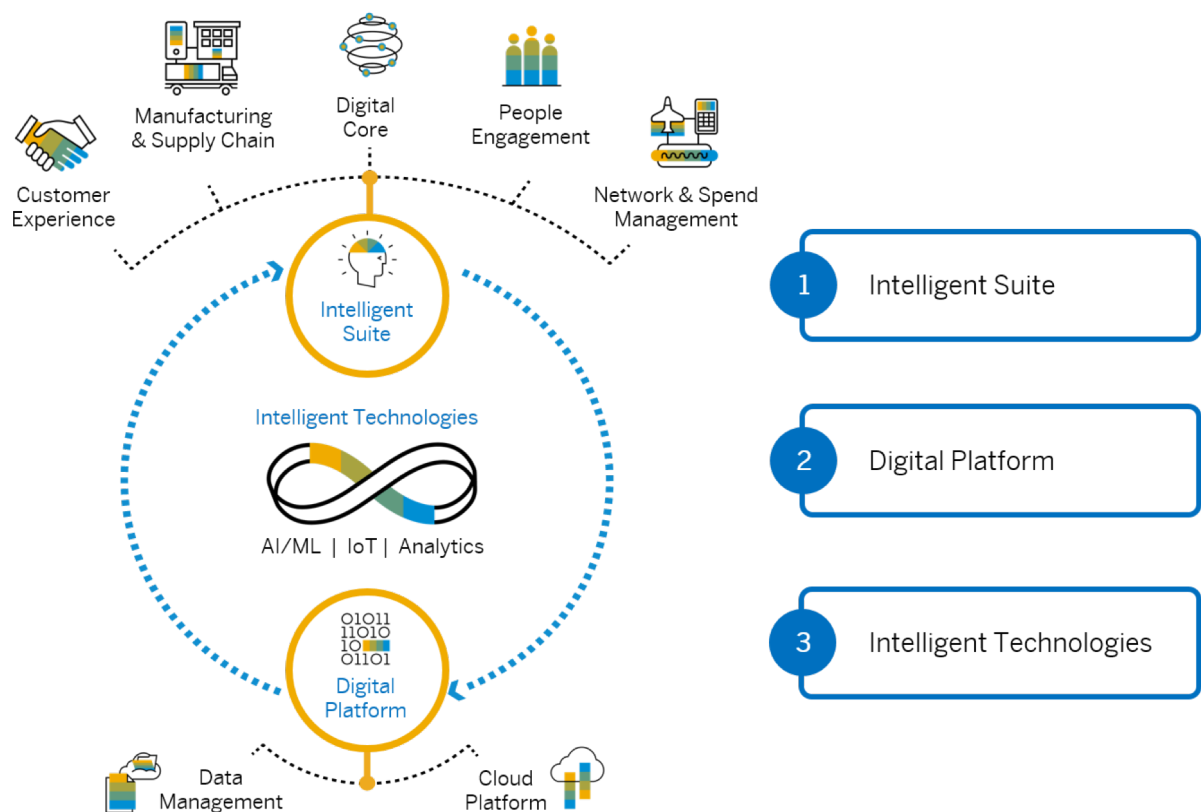 Customer
Experience
Manufacturing
& Supply Chain
Digital
Core
People
Engagement
Network & Spend
Management
Intelligent
Suite
Intelligent Technologies
AI/ML | IoT | Analytics
01011
11010
10
01101
Digital
Platform
Data
Management
Cloud
Platform
1 Intelligent Suite
2 Digital Platform
3 Intelligent Technologies